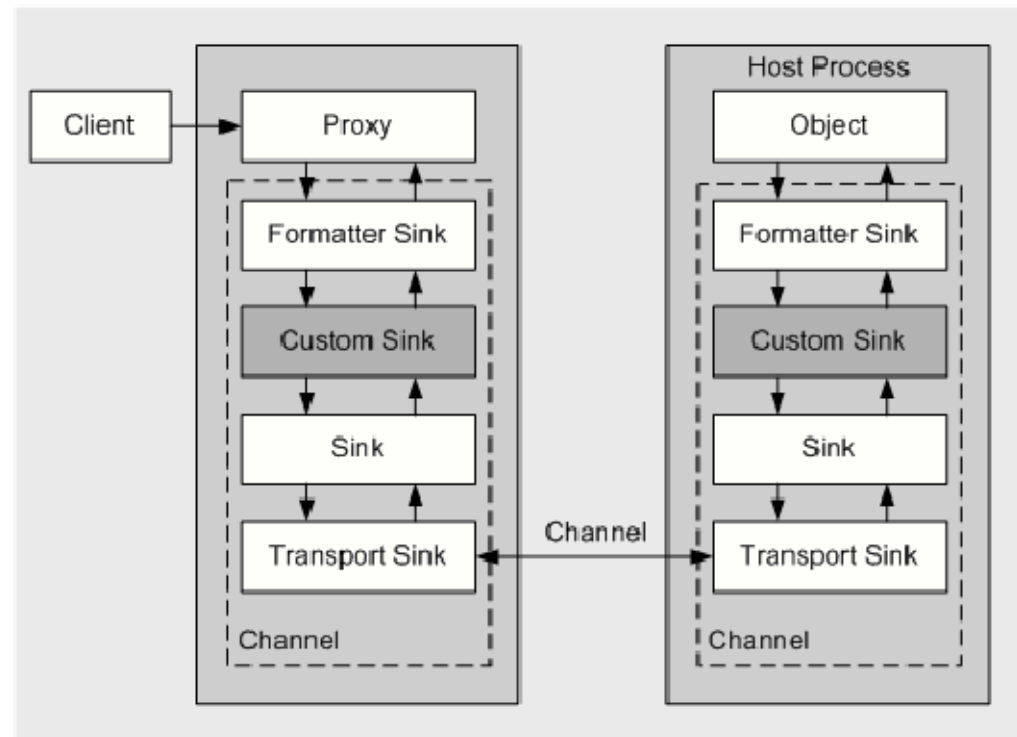 Host Process
Client
Proxy
Object
Formatter Sink
Formatter Sink
Custom Sink
Custom Sink
Sink
Sink
Channel
Transport Sink
Transport Sink
Channel
Channel